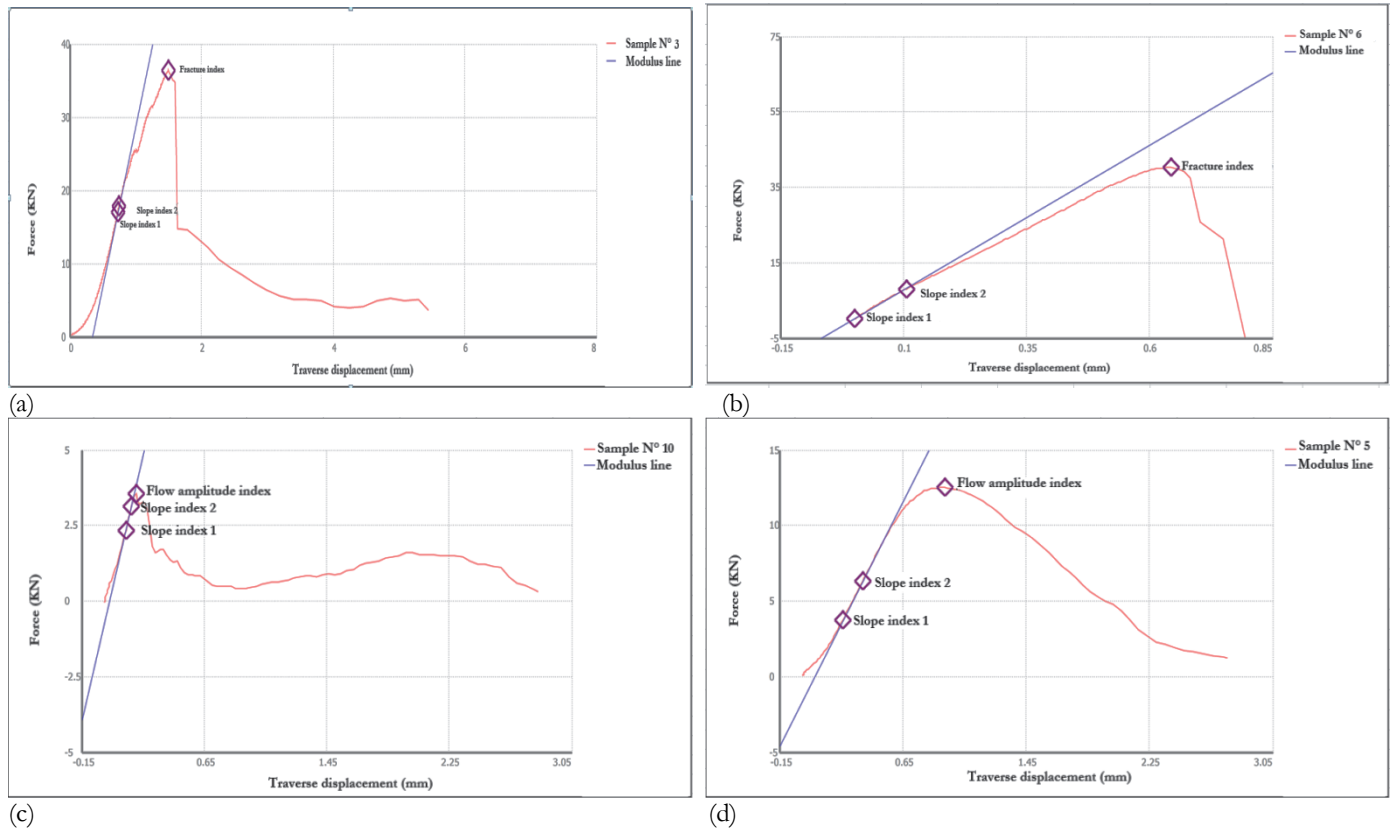 40
Sample N° 3
Modulus line
Fracture index
30
Force (KN)
20
Slope index 2
Slope index 1
10
0
0
2
4
6
8
Traverse displacement (mm)
(a)
75
Sample N° 6
Modulus line
55
Force (KN)
Fracture index
35
15
Slope index 2
Slope index 1
-5
-0.15
0.1
0.35
0.6
0.85
Traverse displacement (mm)
(b)
5
Sample N° 10
Modulus line
Flow amplitude index
Slope index 2
2.5
Slope index 1
Force (KN)
0
-2.5
-5
-0.15
0.65
1.45
2.25
3.05
Traverse displacement (mm)
(c)
15
Sample N° 5
Modulus line
Flow amplitude index
10
Force (KN)
Slope index 2
5
Slope index 1
0
-5
-0.15
0.65
1.45
2.25
3.05
Traverse displacement (mm)
(d)